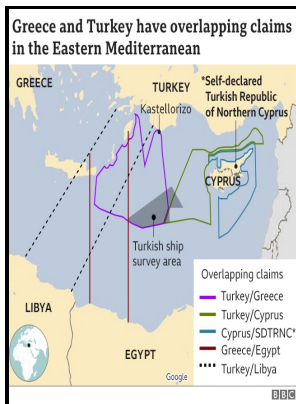 Greece and Turkey have overlapping claims
in the Eastern Mediterranean
GREECE
TURKEY
Kastellorizo
*Self-declared
Turkish Republic
of Northern Cyprus
CYPRUS
Turkish ship
survey area
LIBYA
EGYPT
Google
Overlapping claims
Turkey/Greece
Turkey/Cyprus
Cyprus/SDTRNC*
Greece/Egypt
Turkey/Libya
BBC